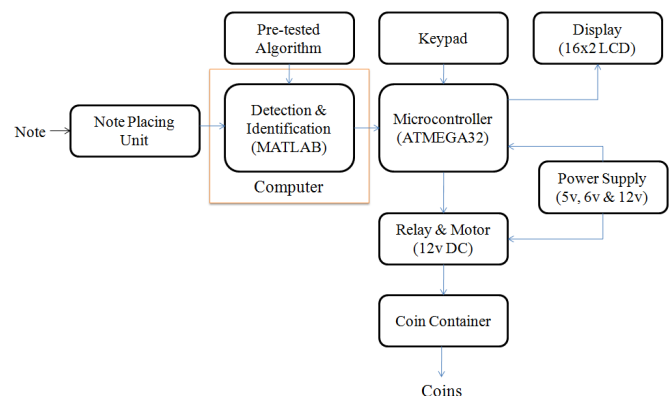 Pre-tested
Algorithm
Keypad
Display
(16x2 LCD)
Note
Note Placing
Unit
Detection &
Identification
(MATLAB)
Computer
Microcontroller
(ATMEGA32)
Power Supply
(5v, 6v & 12v)
Relay & Motor
(12v DC)
Coin Container
Coins